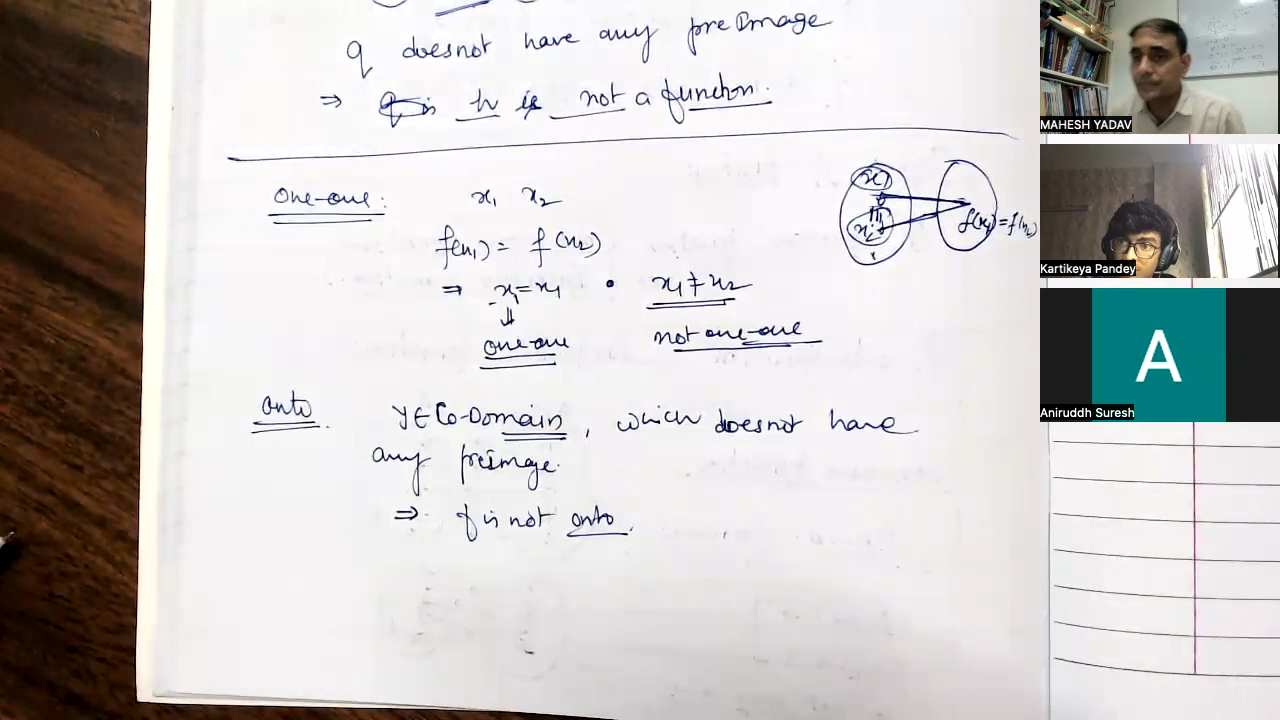 q doesnot have any preImage
⇒ h is not a function.
One-one: x₁ x₂
f(x₁) = f(x₂)
⇒ x₁=x₁ • x₁≠x₂
⇓
one-one not one-one
x₁
x₂
f(x₁)=f(x₂)
onto. y∈Co-Domain, which doesnot have
any preimage.
⇒ f is not onto.
MAHESH YADAV
Kartikeya Pandey
A
Aniruddh Suresh